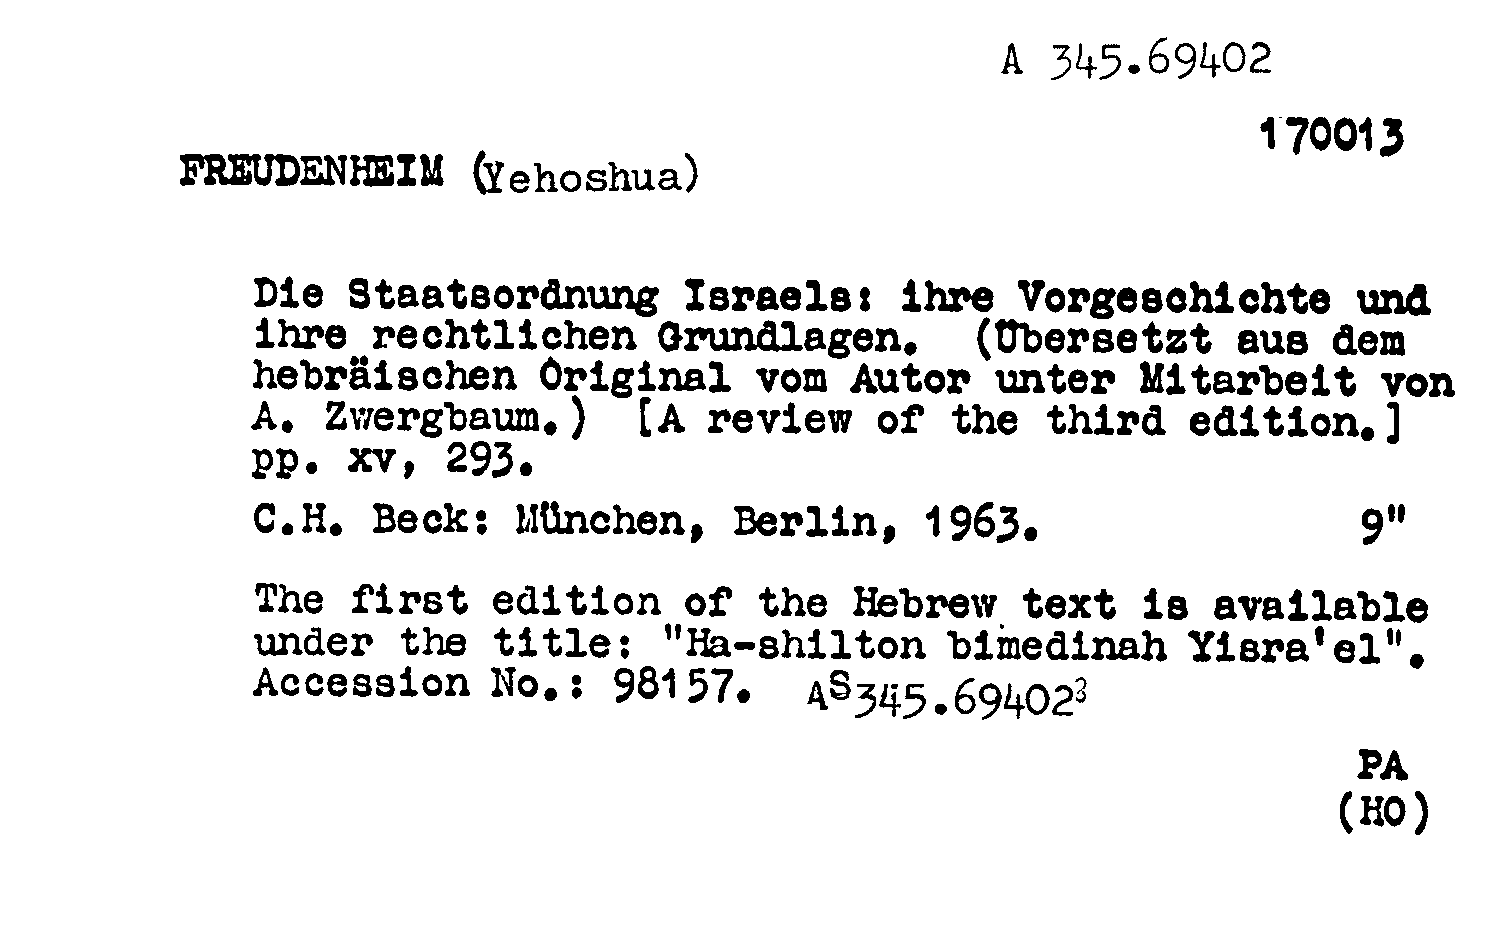 A 345.69402
170013
FREUDENHEIM (Yehoshua)
Die Staatsordnung Israels: ihre Vorgeschichte und
ihre rechtlichen Grundlagen. (Übersetzt aus dem
hebräischen Original vom Autor unter Mitarbeit von
A. Zwergbaum.) [A review of the third edition.]
pp. xv, 293.
C.H. Beck: München, Berlin, 1963. 9"
The first edition of the Hebrew text is available
under the title: "Ha-shilton bimedinah Yisra'el".
Accession No.: 98157. AS345.69402³
PA
(HO)